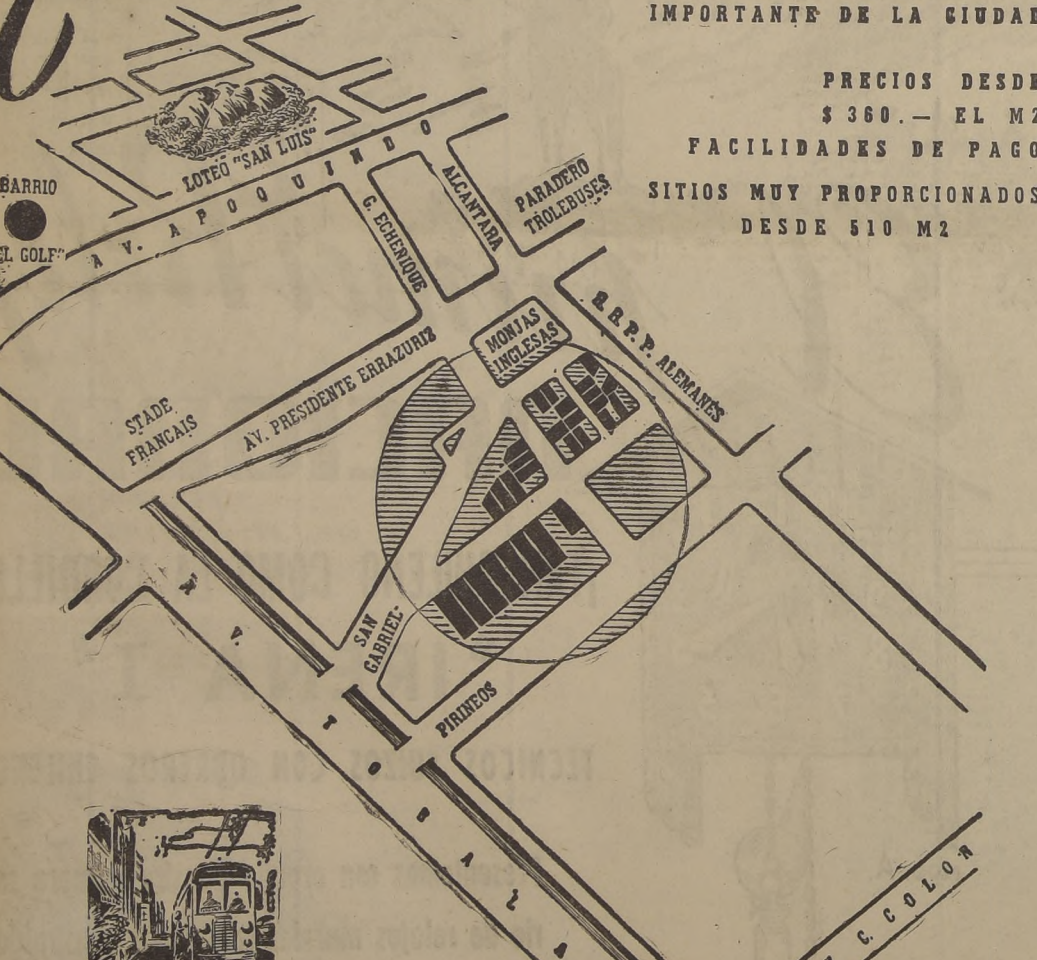 IMPORTANTE DE LA CIUDAD
PRECIOS DESDE
$ 360.— EL M2
FACILIDADES DE PAGO
SITIOS MUY PROPORCIONADOS
DESDE 510 M2
LOTEO "SAN LUIS"
BARRIO
EL GOLF"
AV. APOQUINDO
ALCANTARA
PARADERO
TROLEBUSES
G. ECHENIQUE
MONJAS
INGLESAS
R.R.P.P. ALEMANES
AV. PRESIDENTE ERRAZURIZ
STADE
FRANCAIS
SAN
GABRIEL
PIRINEOS
AV. TOBALA
C. COLON